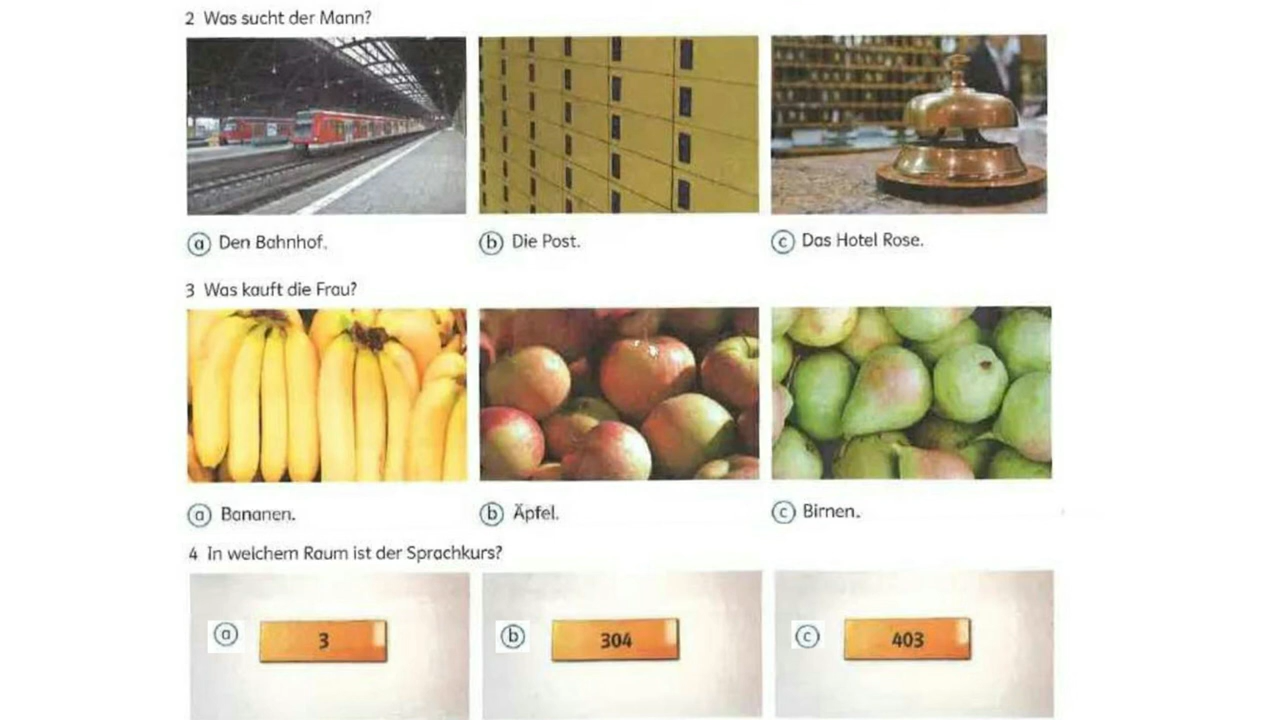 2 Was sucht der Mann?
a Den Bahnhof.
b Die Post.
c Das Hotel Rose.
3 Was kauft die Frau?
a Bananen.
b Äpfel.
c Birnen.
4 In welchem Raum ist der Sprachkurs?
a 3
b 304
c 403